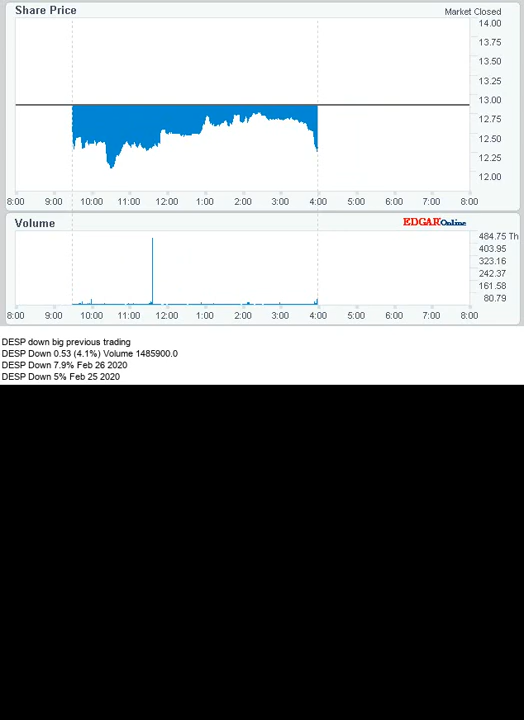 Share Price
Market Closed
14.00
13.75
13.50
13.25
13.00
12.75
12.50
12.25
12.00
8:00 9:00 10:00 11:00 12:00 1:00 2:00 3:00 4:00 5:00 6:00 7:00 8:00
Volume
EDGAR Online
484.75 Th
403.95
323.16
242.37
161.58
80.79
8:00 9:00 10:00 11:00 12:00 1:00 2:00 3:00 4:00 5:00 6:00 7:00 8:00
DESP down big previous trading
DESP Down 0.53 (4.1%) Volume 1485900.0
DESP Down 7.9% Feb 26 2020
DESP Down 5% Feb 25 2020